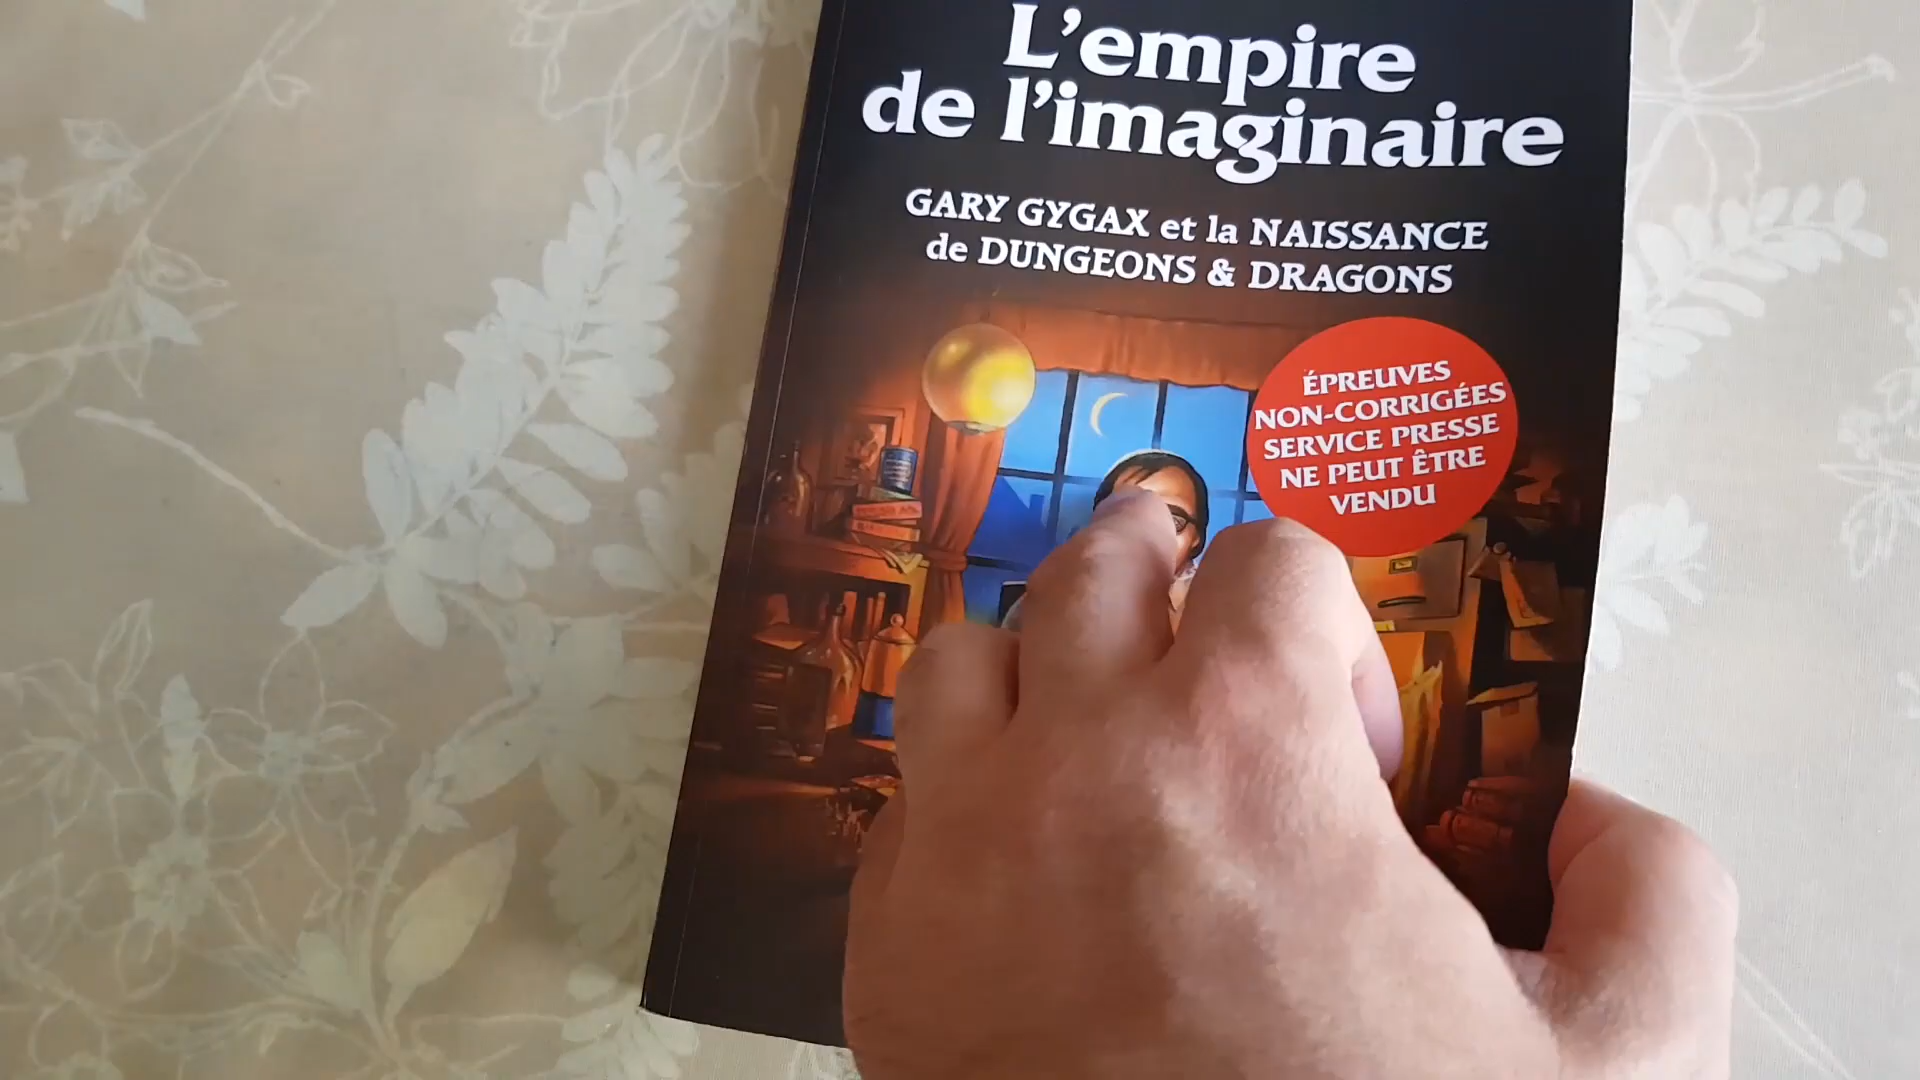 L'empire
de l'imaginaire
GARY GYGAX et la NAISSANCE
de DUNGEONS & DRAGONS
ÉPREUVES
NON-CORRIGÉES
SERVICE PRESSE
NE PEUT ÊTRE
VENDU